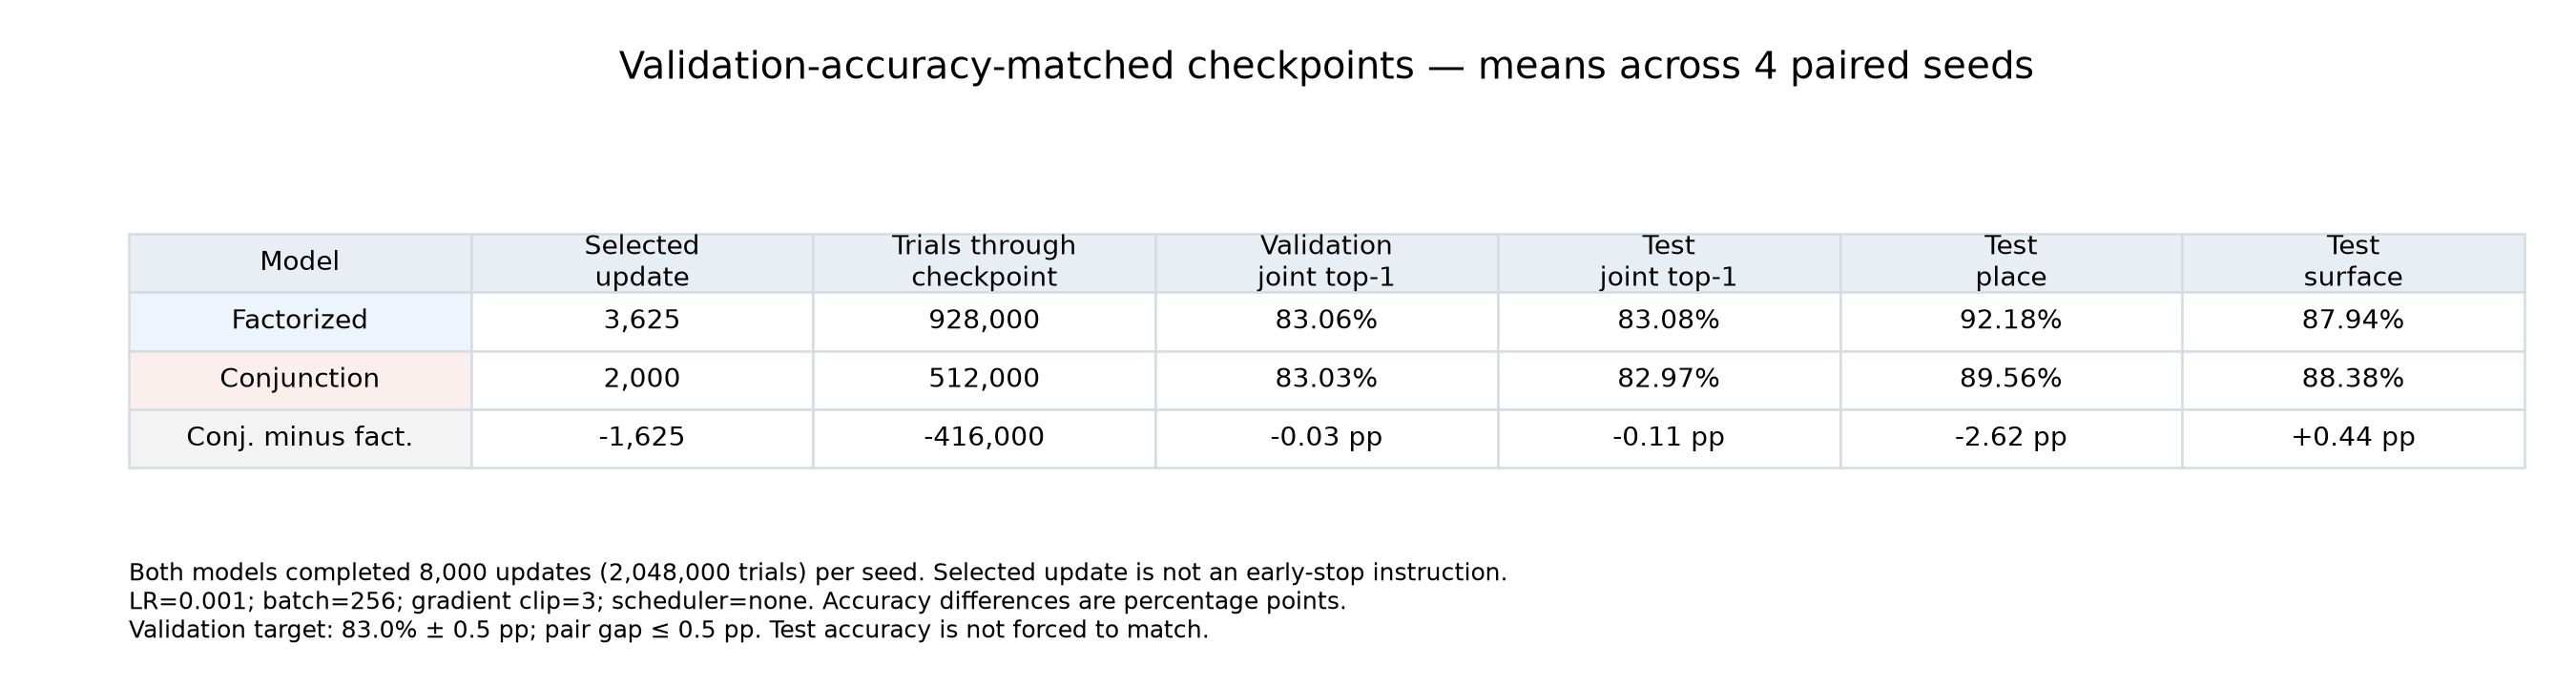 Validation-accuracy-matched checkpoints — means across 4 paired seeds
Model
Selected
update
Trials through
checkpoint
Validation
joint top-1
Test
joint top-1
Test
place
Test
surface
Factorized 3,625 928,000 83.06% 83.08% 92.18% 87.94%
Conjunction 2,000 512,000 83.03% 82.97% 89.56% 88.38%
Conj. minus fact. -1,625 -416,000 -0.03 pp -0.11 pp -2.62 pp +0.44 pp
Both models completed 8,000 updates (2,048,000 trials) per seed. Selected update is not an early-stop instruction.
LR=0.001; batch=256; gradient clip=3; scheduler=none. Accuracy differences are percentage points.
Validation target: 83.0% ± 0.5 pp; pair gap ≤ 0.5 pp. Test accuracy is not forced to match.